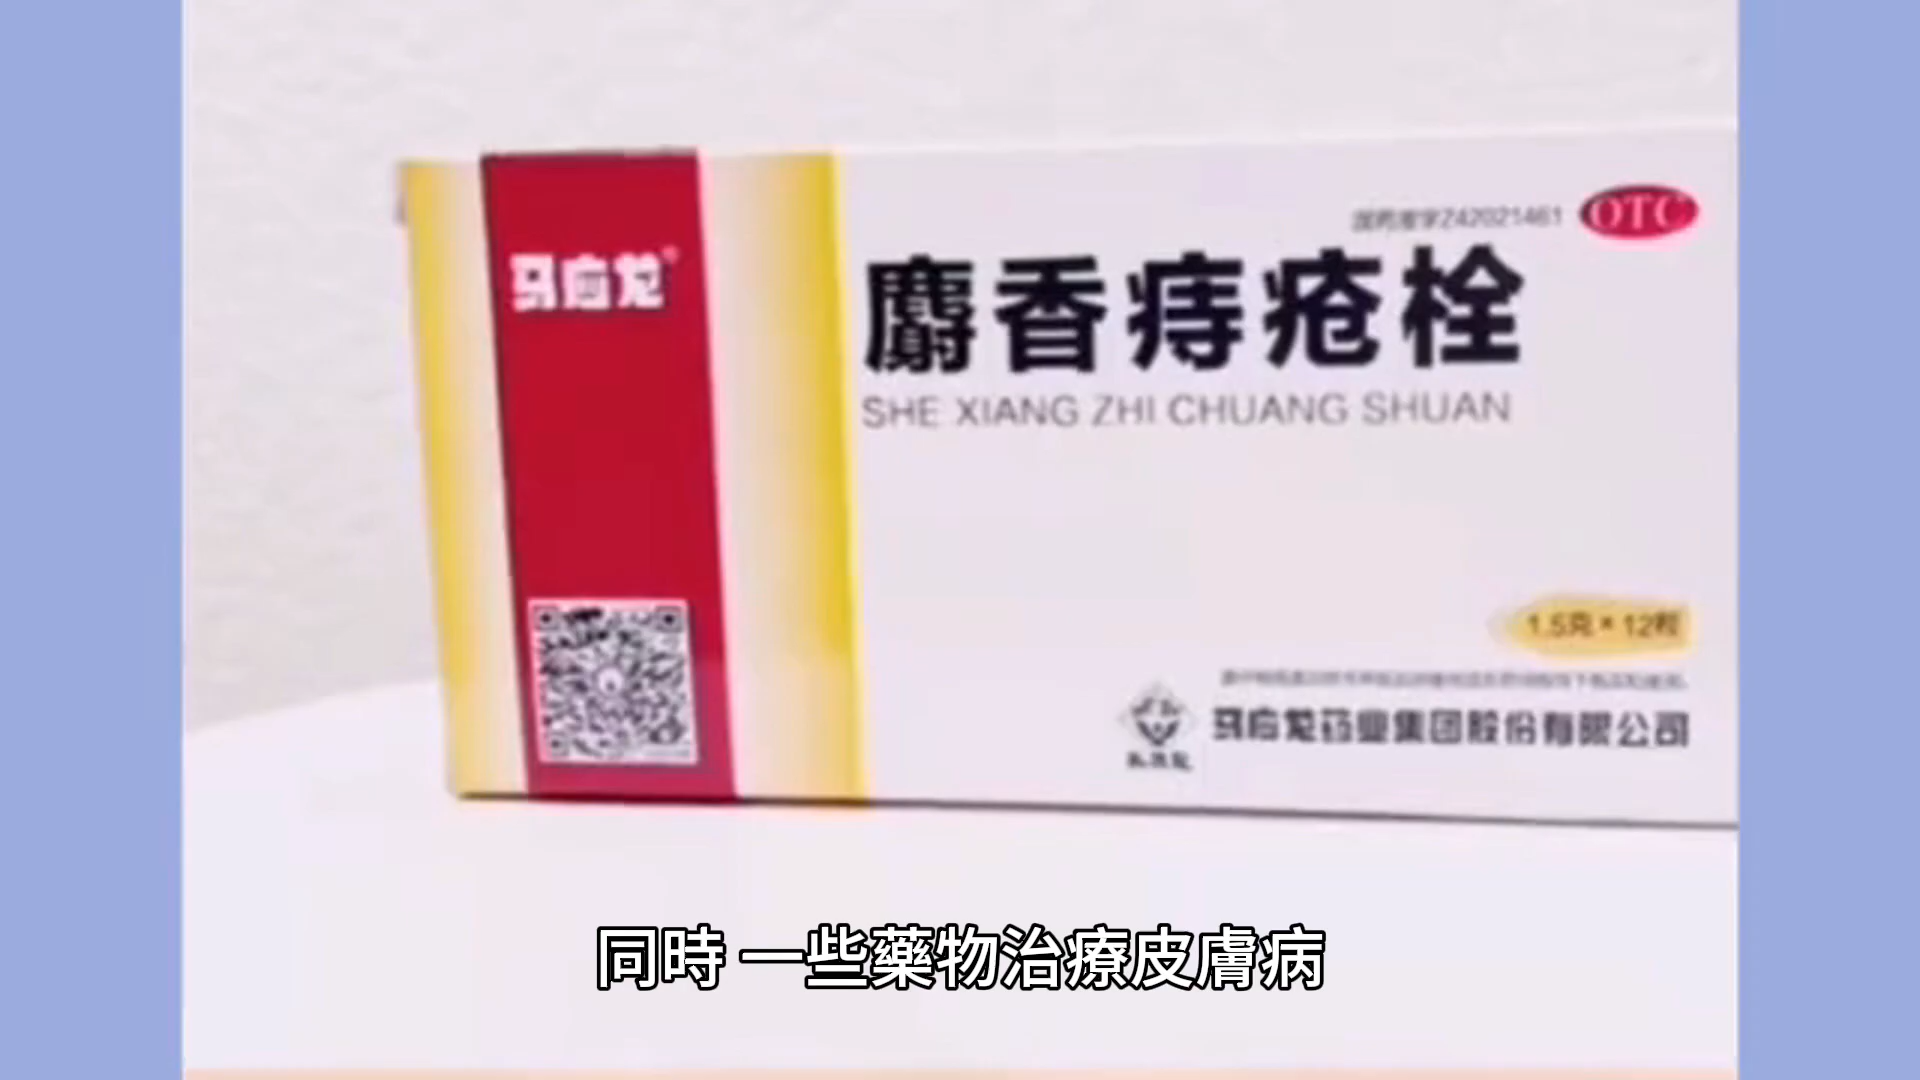 国药准字Z42021461 OTC
马应龙®
麝香痔疮栓
SHE XIANG ZHI CHUANG SHUAN
1.5克×12粒
马应龙药业集团股份有限公司
同時 一些藥物治療皮膚病